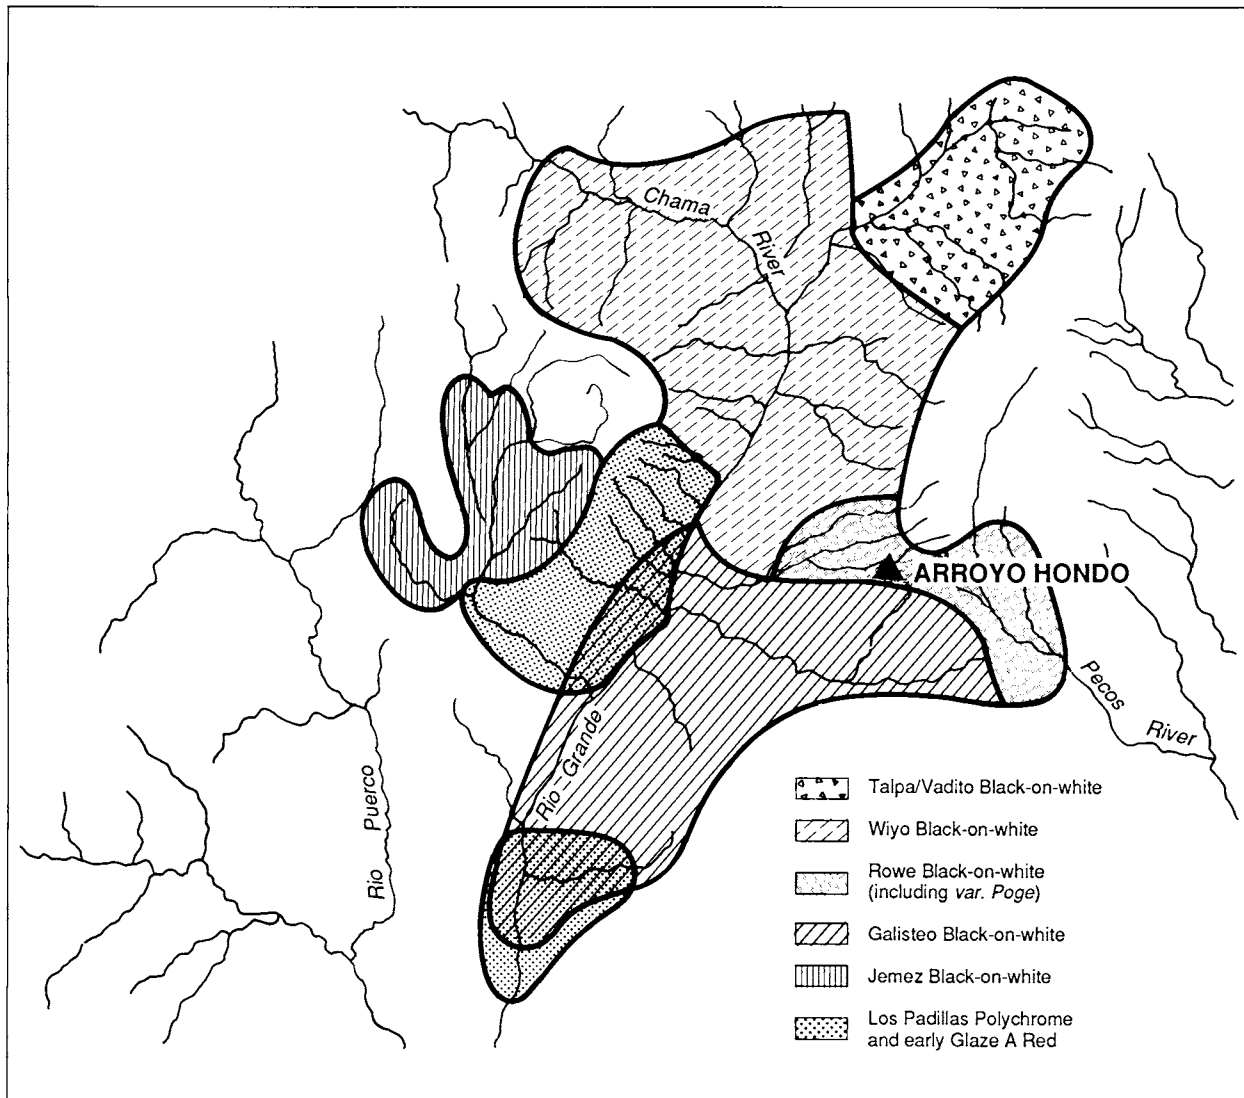 Chama
River
ARROYO HONDO
Pecos
River
Rio Grande
Rio Puerco
Talpa/Vadito Black-on-white
Wiyo Black-on-white
Rowe Black-on-white
(including var. Poge)
Galisteo Black-on-white
Jemez Black-on-white
Los Padillas Polychrome
and early Glaze A Red